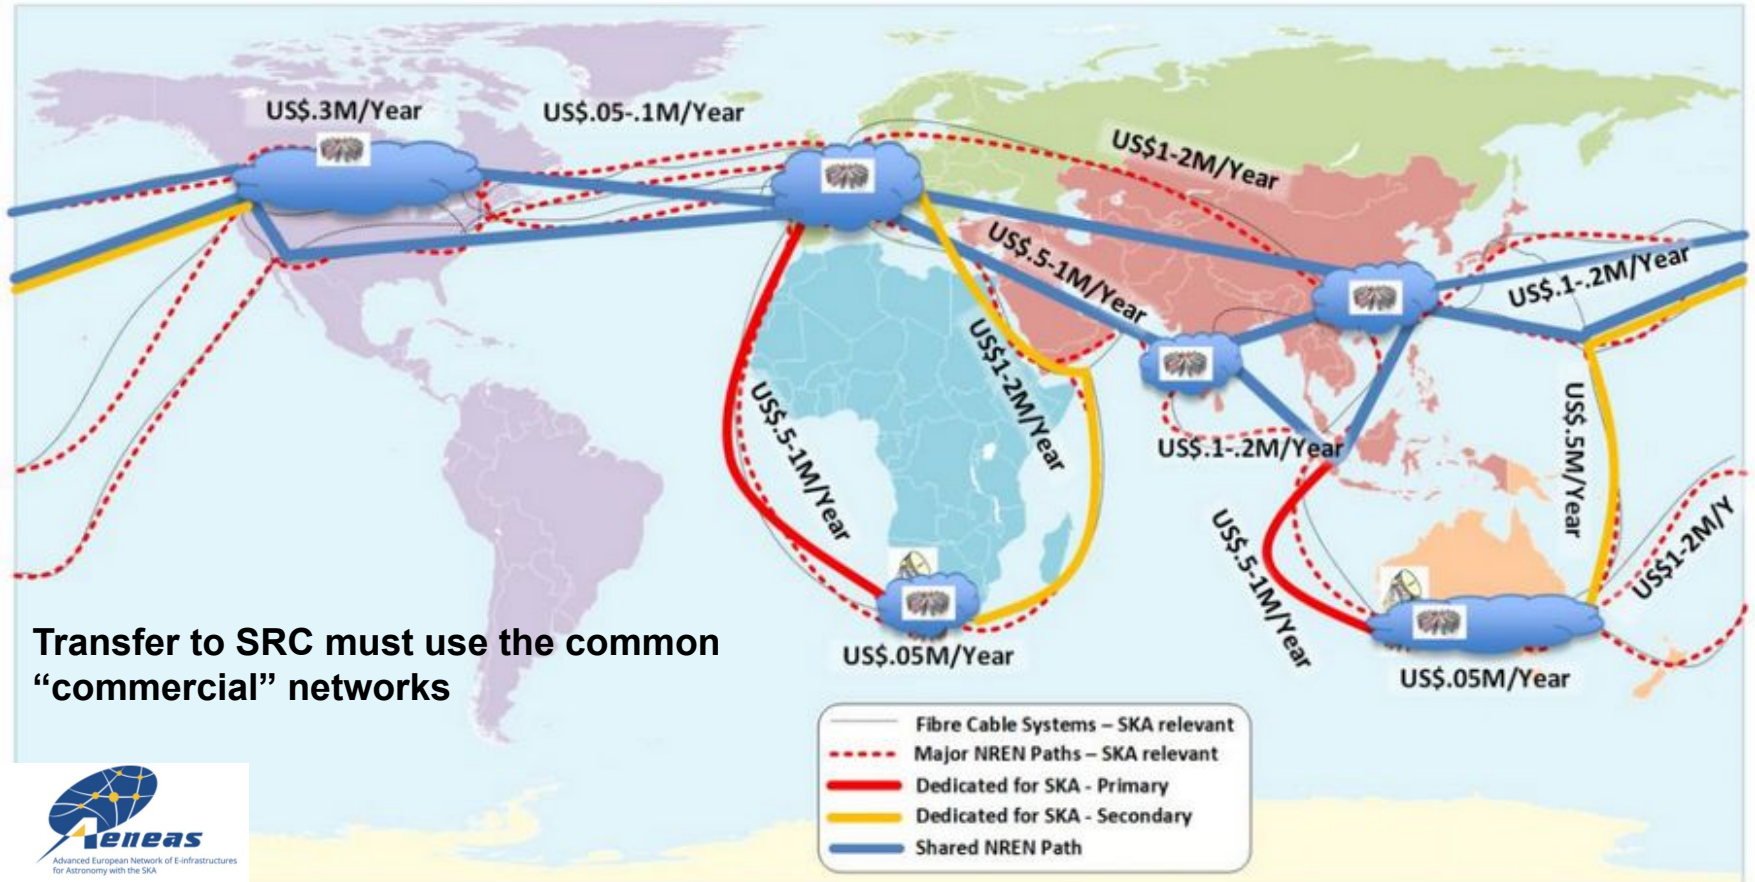 US$.3M/Year
US$.05-.1M/Year
US$1-2M/Year
US$.5-1M/Year
US$.1-.2M/Year
US$1-2M/Year
US$.5-1M/Year
US$.1-.2M/Year
US$.5M/Year
US$.5-1M/Year
US$1-2M/Y
US$.05M/Year
US$.05M/Year
Transfer to SRC must use the common
“commercial” networks
Fibre Cable Systems – SKA relevant
Major NREN Paths – SKA relevant
Dedicated for SKA - Primary
Dedicated for SKA - Secondary
Shared NREN Path
Aeneas
Advanced European Network of E-infrastructures
for Astronomy with the SKA